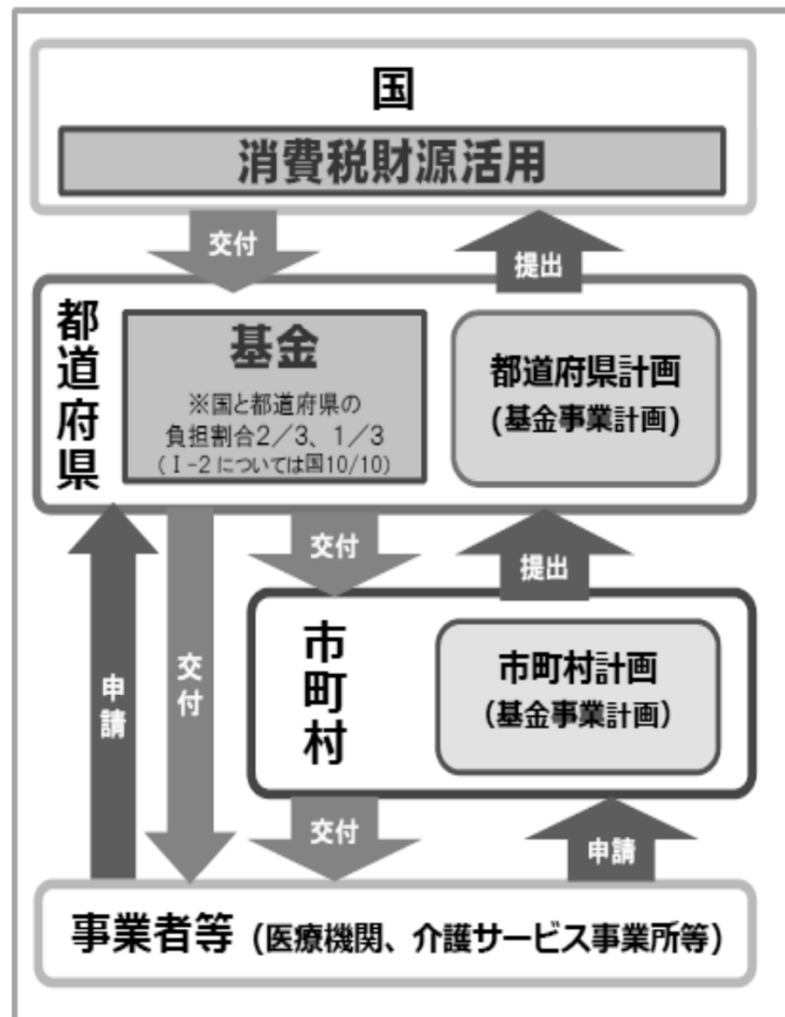 国
消費税財源活用
交付
提出
都道府県
基金
※国と都道府県の
負担割合2／3、1／3
(Ⅰ-2 については国10/10)
都道府県計画
(基金事業計画)
申請
交付
交付
提出
市町村
市町村計画
（基金事業計画）
交付
申請
事業者等 (医療機関、介護サービス事業所等)